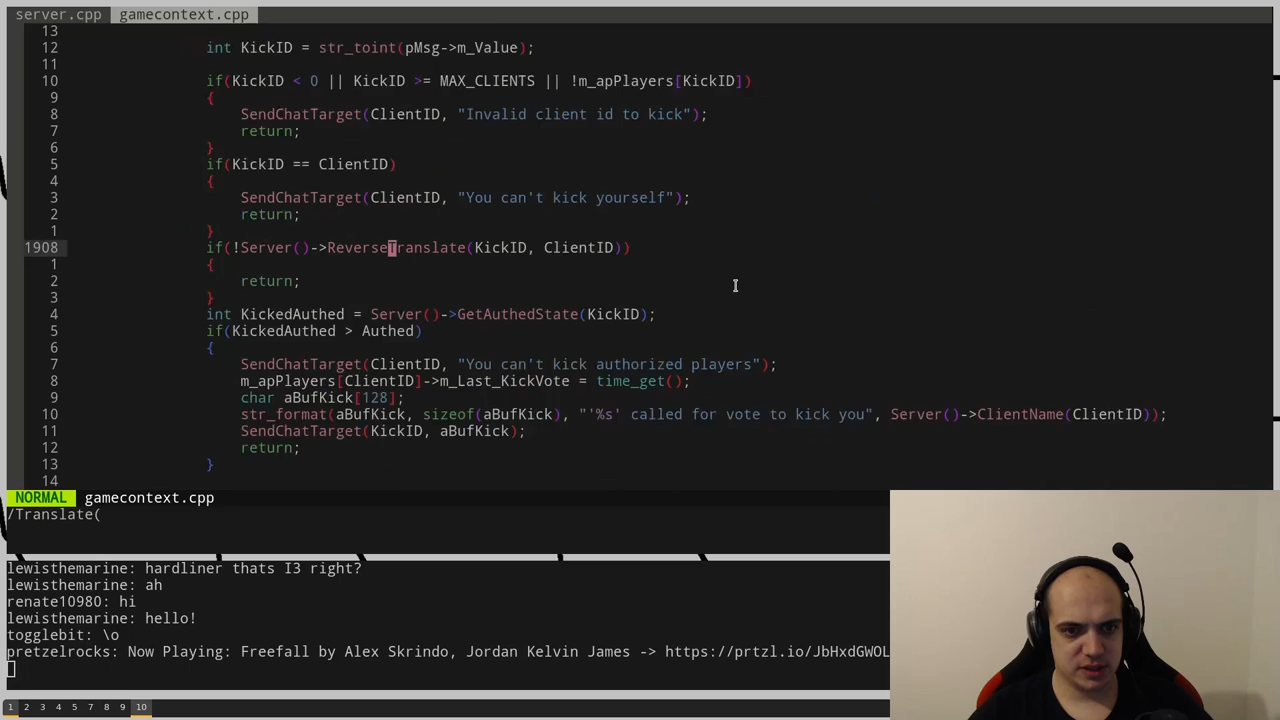 server.cpp gamecontext.cpp
13
12 int KickID = str_toint(pMsg->m_Value);
11
10 if(KickID < 0 || KickID >= MAX_CLIENTS || !m_apPlayers[KickID])
9 {
8 SendChatTarget(ClientID, "Invalid client id to kick");
7 return;
6 }
5 if(KickID == ClientID)
4 {
3 SendChatTarget(ClientID, "You can't kick yourself");
2 return;
1 }
1908 if(!Server()->ReverseTranslate(KickID, ClientID))
1 {
2 return;
3 }
4 int KickedAuthed = Server()->GetAuthedState(KickID);
5 if(KickedAuthed > Authed)
6 {
7 SendChatTarget(ClientID, "You can't kick authorized players");
8 m_apPlayers[ClientID]->m_Last_KickVote = time_get();
9 char aBufKick[128];
10 str_format(aBufKick, sizeof(aBufKick), "'%s' called for vote to kick you", Server()->ClientName(ClientID));
11 SendChatTarget(KickID, aBufKick);
12 return;
13 }
14
NORMAL gamecontext.cpp
/Translate(
lewisthemarine: hardliner thats I3 right?
lewisthemarine: ah
renate10980: hi
lewisthemarine: hello!
togglebit: \o
pretzelrocks: Now Playing: Freefall by Alex Skrindo, Jordan Kelvin James -> https://prtzl.io/JbHxdGWOL
1 2 3 4 5 6 7 8 9 10